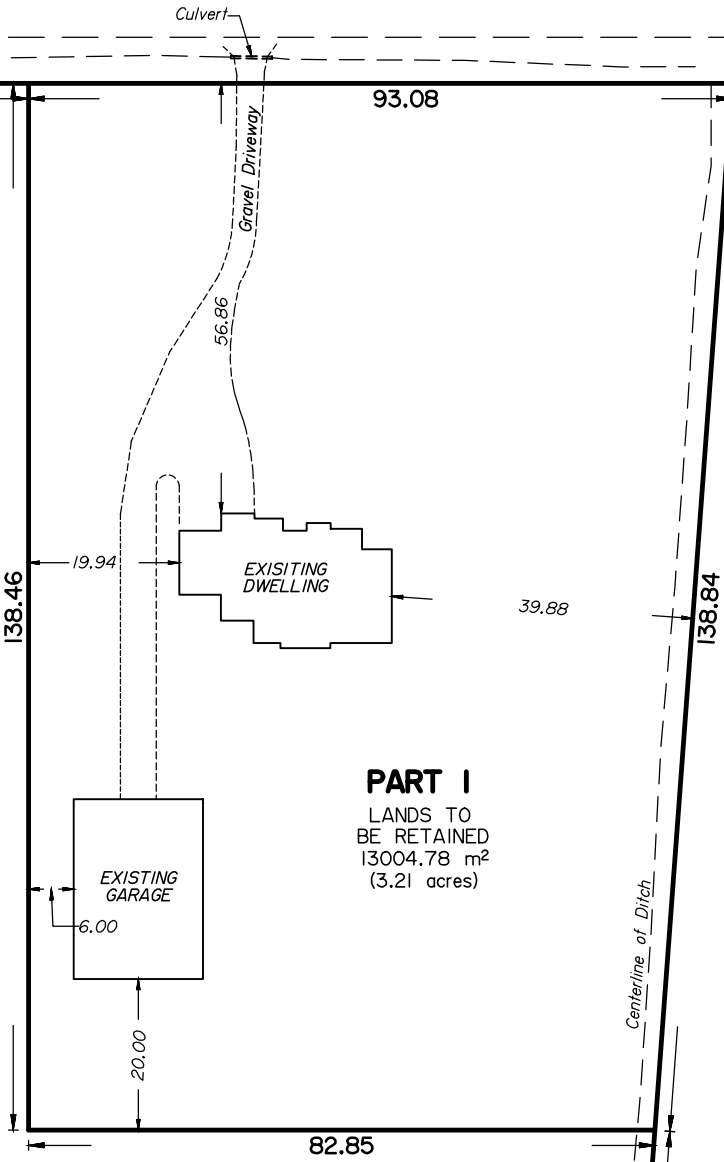 Culvert
93.08
Gravel Driveway
56.86
19.94
EXISITING
DWELLING
39.88
138.46
138.84
PART 1
LANDS TO
BE RETAINED
13004.78 m²
(3.21 acres)
EXISTING
GARAGE
6.00
Centerline of Ditch
20.00
82.85